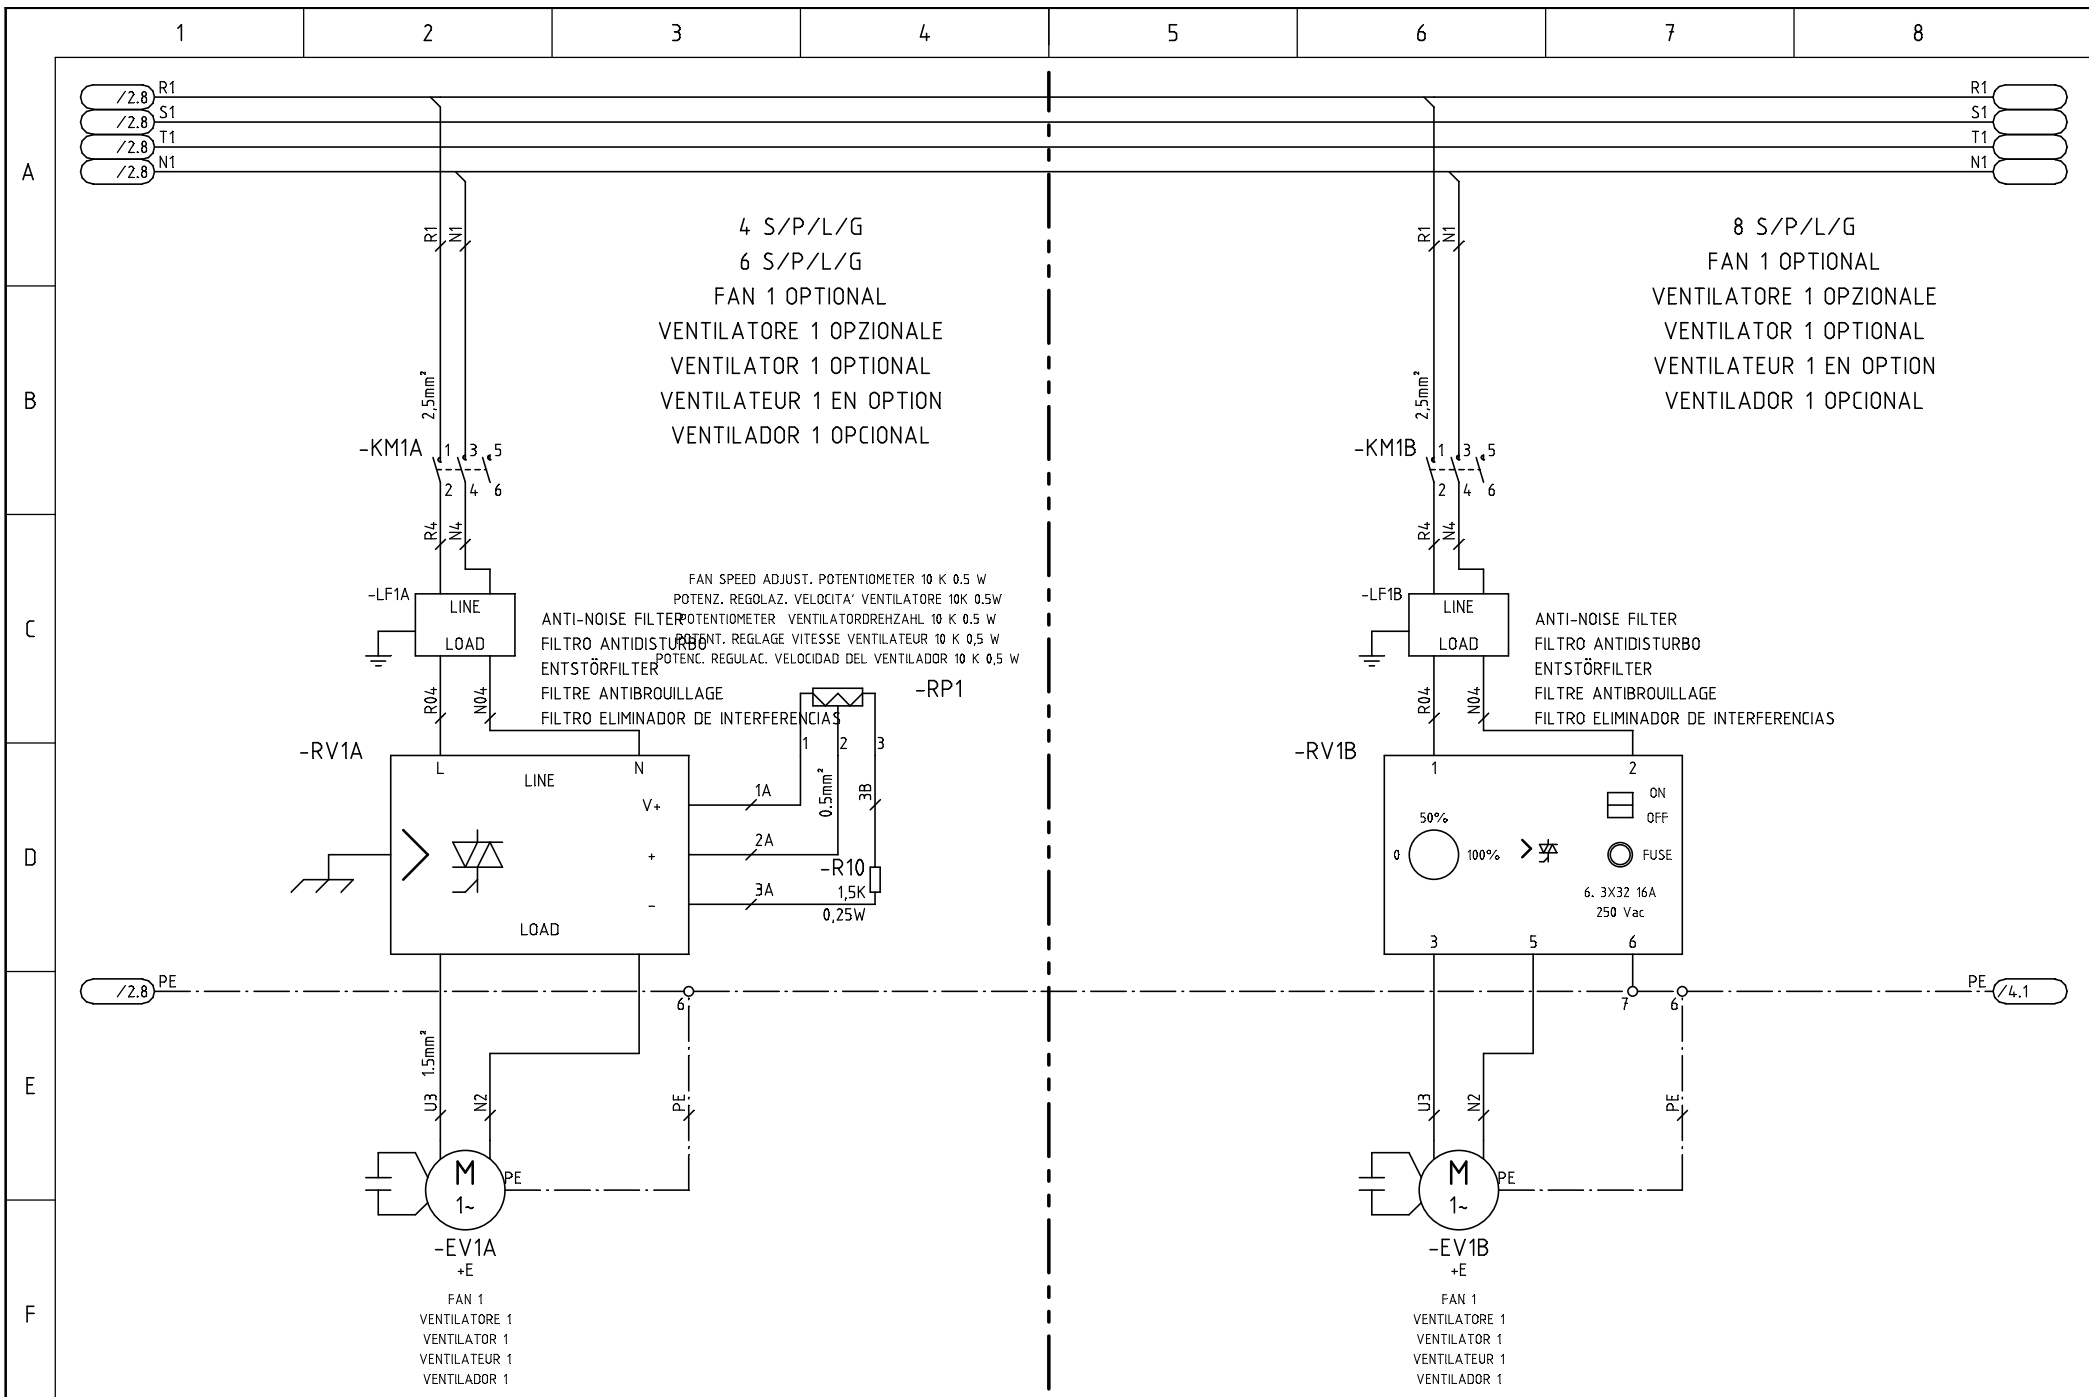 1 2 3 4 5 6 7 8
A
B
C
D
E
F
/2.8 R1
/2.8 S1
/2.8 T1
/2.8 N1
R1
S1
T1
N1
R1 N1
4 S/P/L/G
6 S/P/L/G
FAN 1 OPTIONAL
VENTILATORE 1 OPZIONALE
VENTILATOR 1 OPTIONAL
VENTILATEUR 1 EN OPTION
VENTILADOR 1 OPCIONAL
2,5mm²
-KM1A 1 3 5
2 4 6
R4 N4
-LF1A
LINE
LOAD
ANTI-NOISE FILTER
FILTRO ANTIDISTURBO
ENTSTÖRFILTER
FILTRE ANTIBROUILLAGE
FILTRO ELIMINADOR DE INTERFERENCIAS
FAN SPEED ADJUST. POTENTIOMETER 10 K 0.5 W
POTENZ. REGOLAZ. VELOCITA' VENTILATORE 10K 0.5W
POTENTIOMETER VENTILATORDREHZAHL 10 K 0.5 W
POTENT. REGLAGE VITESSE VENTILATEUR 10 K 0,5 W
POTENC. REGULAC. VELOCIDAD DEL VENTILADOR 10 K 0,5 W
-RP1
R04 N04
1 2 3
-RV1A
L N
LINE
V+
+
-
LOAD
1A
2A
3A
0.5mm²
3B
-R10
1,5K
0,25W
/2.8 PE
6
1.5mm²
U3 N2 PE
M
1~
PE
-EV1A
+E
FAN 1
VENTILATORE 1
VENTILATOR 1
VENTILATEUR 1
VENTILADOR 1
R1 N1
8 S/P/L/G
FAN 1 OPTIONAL
VENTILATORE 1 OPZIONALE
VENTILATOR 1 OPTIONAL
VENTILATEUR 1 EN OPTION
VENTILADOR 1 OPCIONAL
2,5mm²
-KM1B 1 3 5
2 4 6
R4 N4
-LF1B
LINE
LOAD
ANTI-NOISE FILTER
FILTRO ANTIDISTURBO
ENTSTÖRFILTER
FILTRE ANTIBROUILLAGE
FILTRO ELIMINADOR DE INTERFERENCIAS
R04 N04
-RV1B
1 2
ON
OFF
50%
0 100%
FUSE
6. 3X32 16A
250 Vac
3 5 6
PE /4.1
7 6
U3 N2 PE
M
1~
PE
-EV1B
+E
FAN 1
VENTILATORE 1
VENTILATOR 1
VENTILATEUR 1
VENTILADOR 1